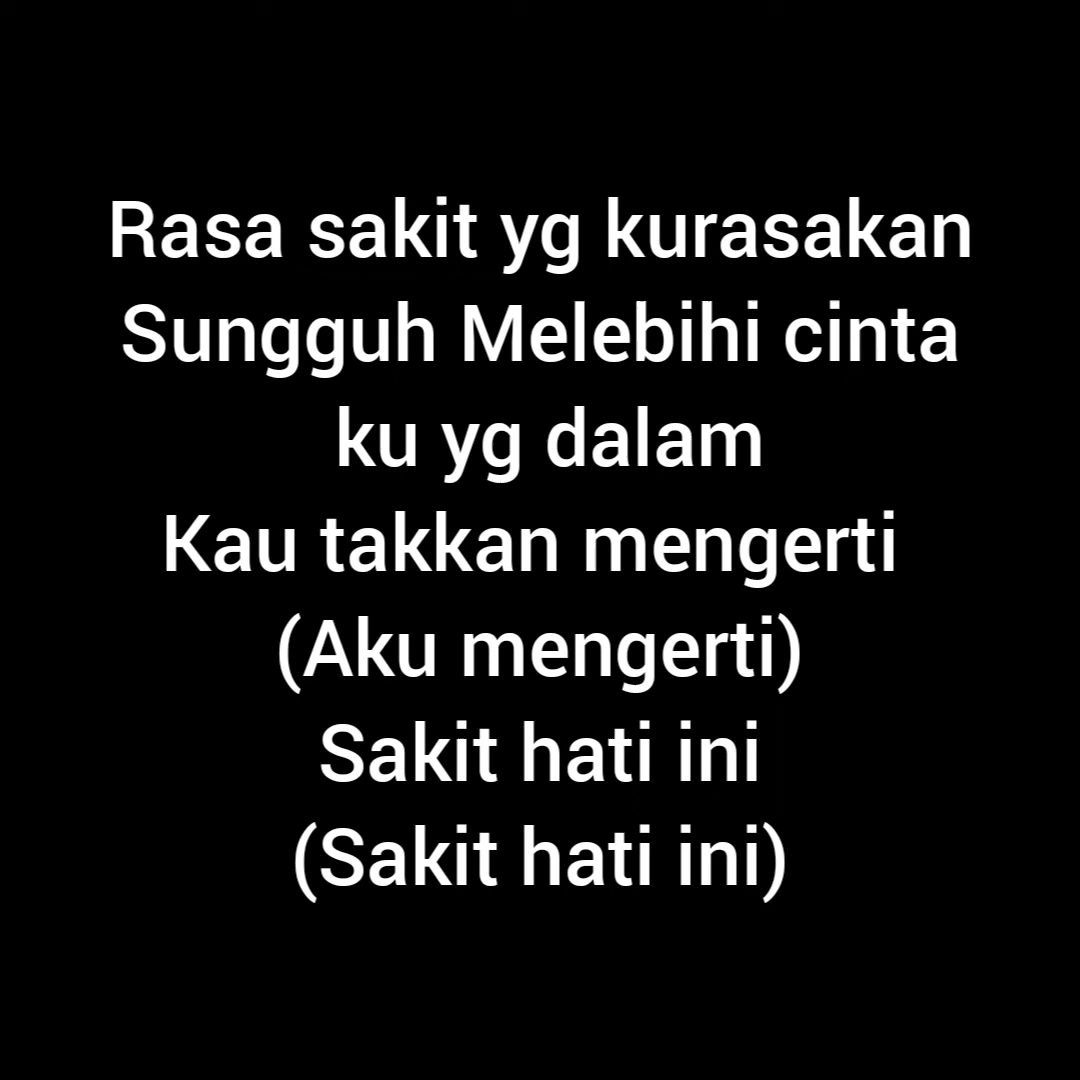 Rasa sakit yg kurasakan
Sungguh Melebihi cinta
ku yg dalam
Kau takkan mengerti
(Aku mengerti)
Sakit hati ini
(Sakit hati ini)